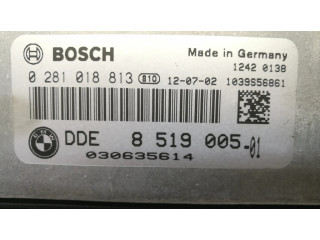 BOSCH
Made in Germany
1242 0138
0 281 018 813 810 12-07-02 1039S56861
DDE 8 519 005-01
030635614